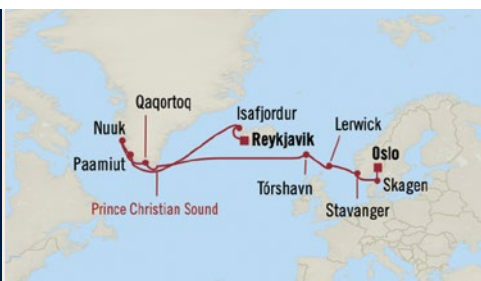 Qaqortoq
Nuuk
Isafjordur
Lerwick
Reykjavik
Oslo
Paamiut
Tórshavn
Skagen
Prince Christian Sound
Stavanger